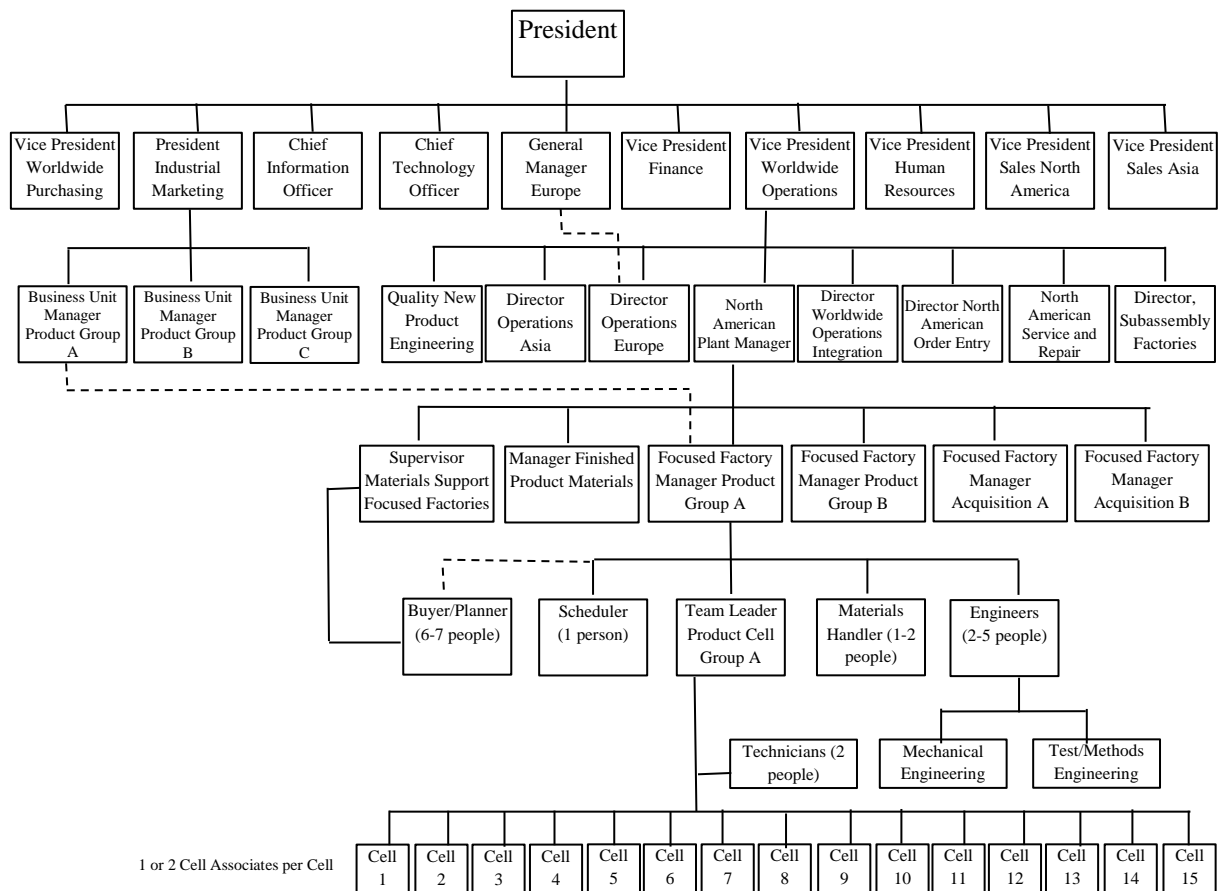 President
Vice President
Worldwide
Purchasing
President
Industrial
Marketing
Chief
Information
Officer
Chief
Technology
Officer
General
Manager
Europe
Vice President
Finance
Vice President
Worldwide
Operations
Vice President
Human
Resources
Vice President
Sales North
America
Vice President
Sales Asia
Business Unit
Manager
Product Group
A
Business Unit
Manager
Product Group
B
Business Unit
Manager
Product Group
C
Quality New
Product
Engineering
Director
Operations
Asia
Director
Operations
Europe
North
American
Plant Manager
Director
Worldwide
Operations
Integration
Director North
American
Order Entry
North
American
Service and
Repair
Director,
Subassembly
Factories
Supervisor
Materials Support
Focused Factories
Manager Finished
Product Materials
Focused Factory
Manager Product
Group A
Focused Factory
Manager Product
Group B
Focused Factory
Manager
Acquisition A
Focused Factory
Manager
Acquisition B
Buyer/Planner
(6-7 people)
Scheduler
(1 person)
Team Leader
Product Cell
Group A
Materials
Handler (1-2
people)
Engineers
(2-5 people)
Technicians (2
people)
Mechanical
Engineering
Test/Methods
Engineering
1 or 2 Cell Associates per Cell
Cell
1
Cell
2
Cell
3
Cell
4
Cell
5
Cell
6
Cell
7
Cell
8
Cell
9
Cell
10
Cell
11
Cell
12
Cell
13
Cell
14
Cell
15